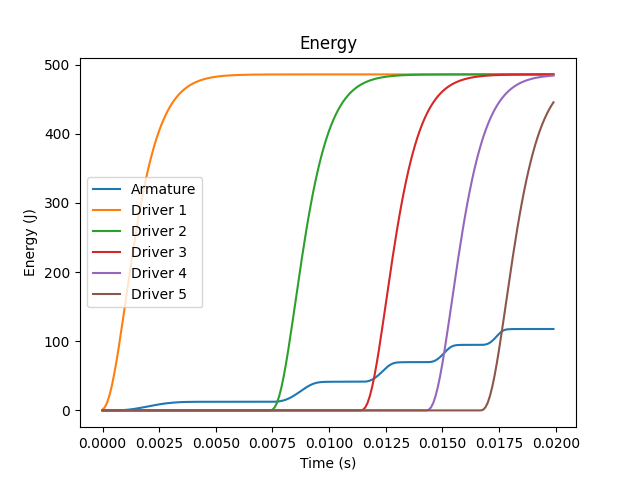 Energy
Energy (J)
500
400
300
200
100
0
Armature
Driver 1
Driver 2
Driver 3
Driver 4
Driver 5
0.0000 0.0025 0.0050 0.0075 0.0100 0.0125 0.0150 0.0175 0.0200
Time (s)